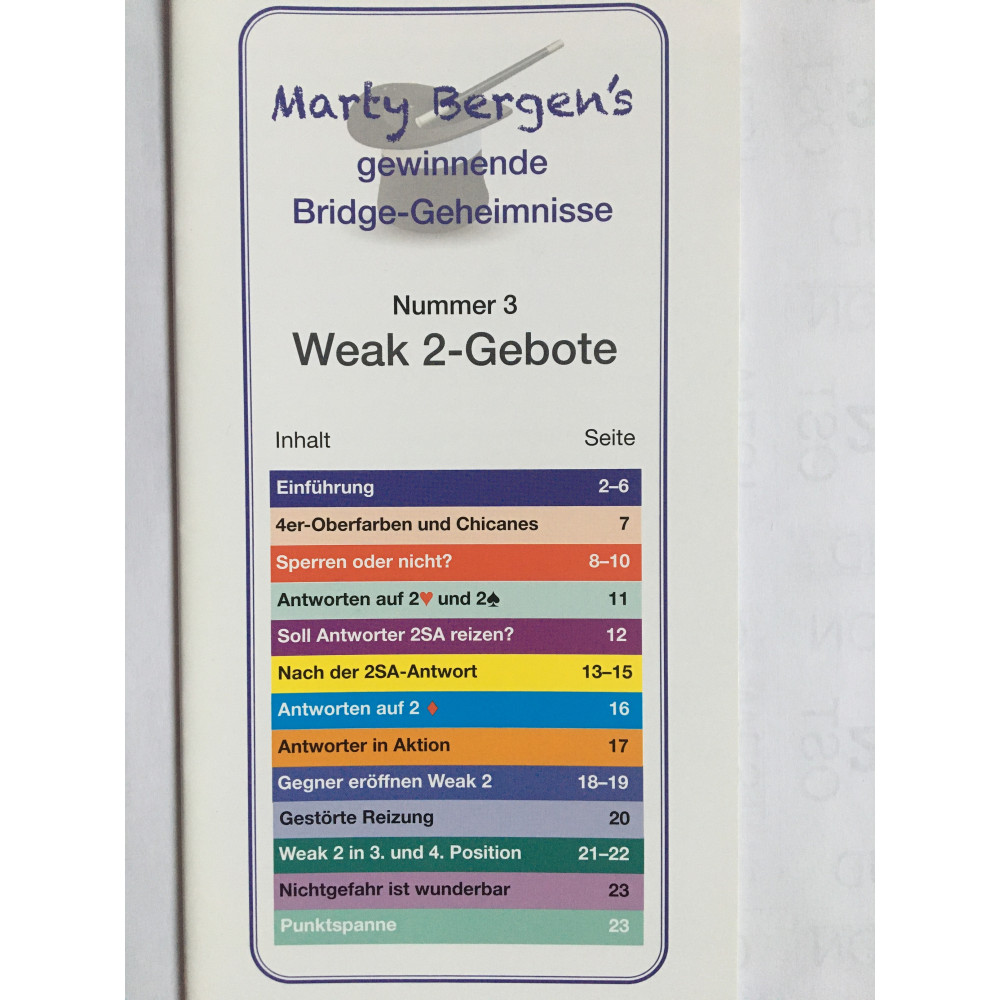 Marty Bergen's
gewinnende
Bridge-Geheimnisse
Nummer 3
Weak 2-Gebote
Inhalt Seite
Einführung 2–6
4er-Oberfarben und Chicanes 7
Sperren oder nicht? 8–10
Antworten auf 2♥ und 2♠ 11
Soll Antworter 2SA reizen? 12
Nach der 2SA-Antwort 13–15
Antworten auf 2 ♦ 16
Antworter in Aktion 17
Gegner eröffnen Weak 2 18–19
Gestörte Reizung 20
Weak 2 in 3. und 4. Position 21–22
Nichtgefahr ist wunderbar 23
Punktspanne 23